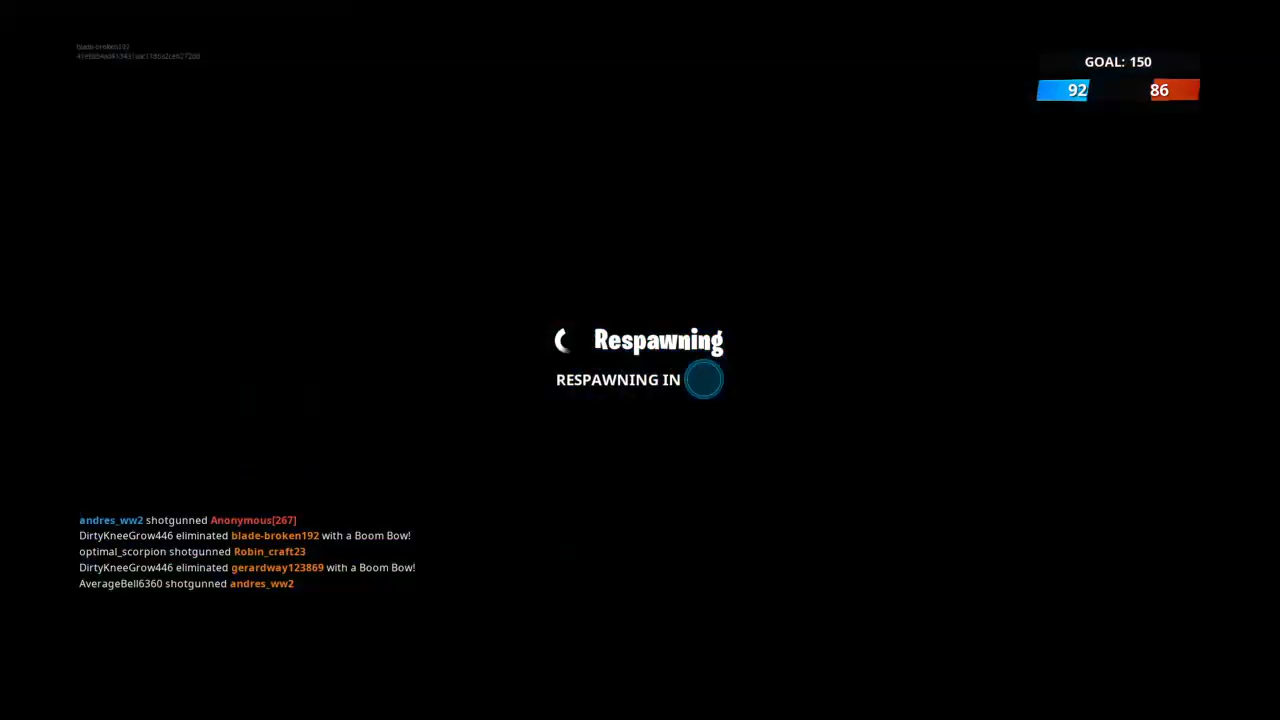 GOAL: 150
92 86
Respawning
RESPAWNING IN
andres_ww2 shotgunned Anonymous[267]
DirtyKneeGrow446 eliminated blade-broken192 with a Boom Bow!
optimal_scorpion shotgunned Robin_craft23
DirtyKneeGrow446 eliminated gerardway123869 with a Boom Bow!
AverageBell6360 shotgunned andres_ww2